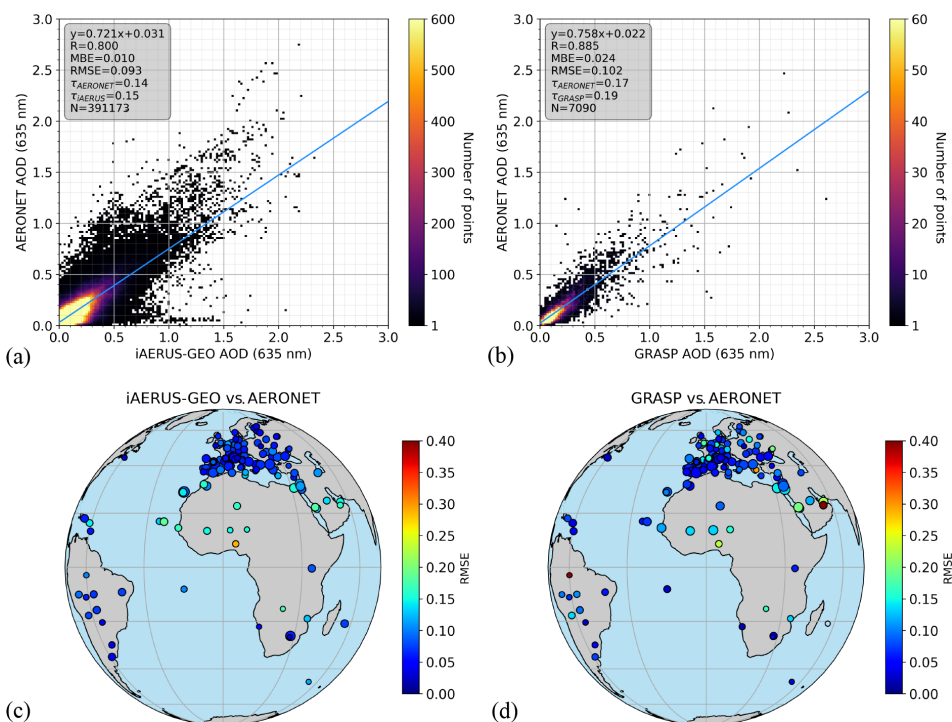 3.0
2.5
2.0
1.5
1.0
0.5
0.0
AERONET AOD (635 nm)
y=0.721x+0.031
R=0.800
MBE=0.010
RMSE=0.093
τAERONET=0.14
τiAERUS=0.15
N=391173
0.0 0.5 1.0 1.5 2.0 2.5 3.0
iAERUS-GEO AOD (635 nm)
(a)
600
500
400
300
200
100
1
Number of points
3.0
2.5
2.0
1.5
1.0
0.5
0.0
AERONET AOD (635 nm)
y=0.758x+0.022
R=0.885
MBE=0.024
RMSE=0.102
τAERONET=0.17
τGRASP=0.19
N=7090
0.0 0.5 1.0 1.5 2.0 2.5 3.0
GRASP AOD (635 nm)
(b)
60
50
40
30
20
10
1
Number of points
iAERUS-GEO vs. AERONET
(c)
0.40
0.35
0.30
0.25
0.20
0.15
0.10
0.05
0.00
RMSE
GRASP vs. AERONET
(d)
0.40
0.35
0.30
0.25
0.20
0.15
0.10
0.05
0.00
RMSE